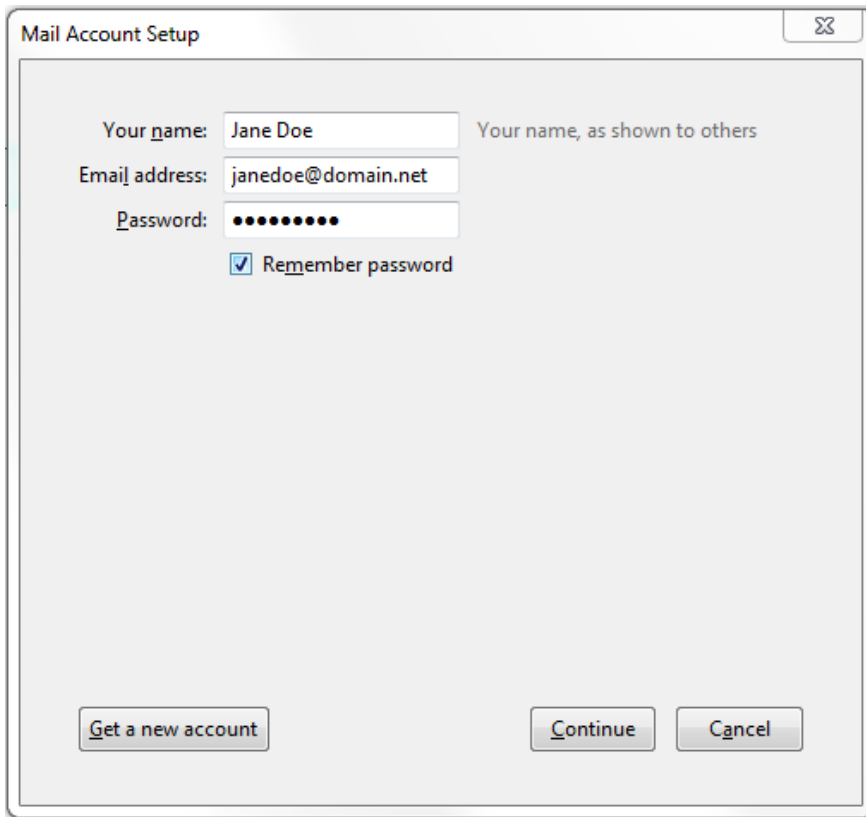 Mail Account Setup
Your name: Jane Doe Your name, as shown to others
Email address: janedoe@domain.net
Password: ●●●●●●●●●
Remember password
Get a new account Continue Cancel